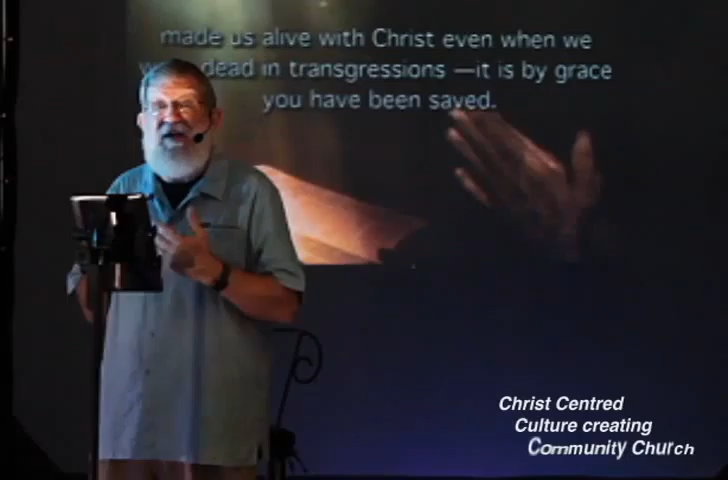 made us alive with Christ even when we
dead in transgressions —it is by grace
you have been saved.
Christ Centred
Culture creating
Community Church